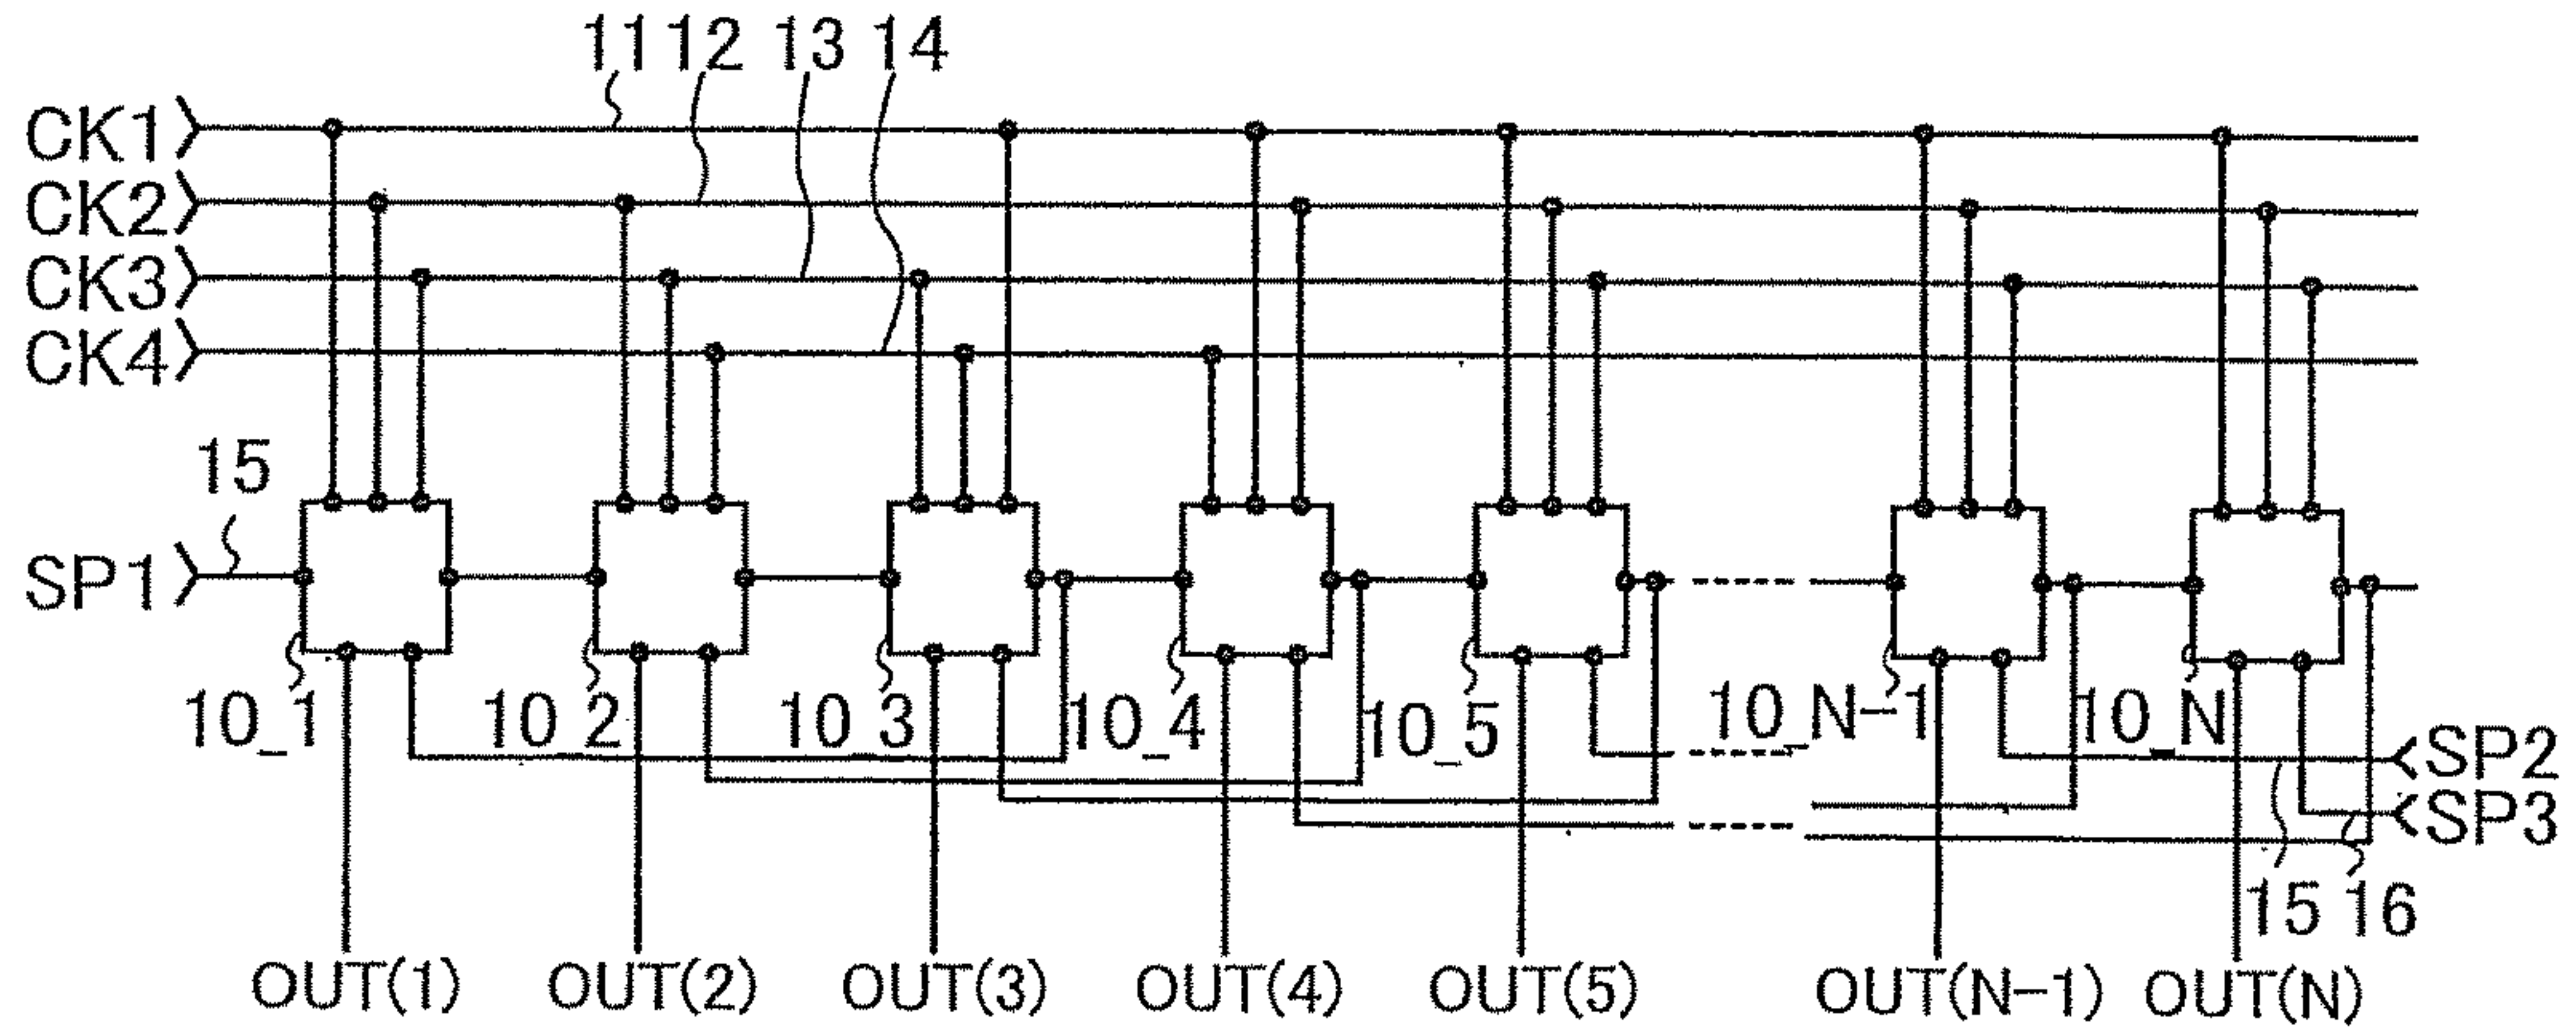 11 12 13 14
CK1
CK2
CK3
CK4
15
SP1
10_1 10_2 10_3 10_4 10_5 10_N-1 10_N
SP2
SP3
15 16
OUT(1) OUT(2) OUT(3) OUT(4) OUT(5) OUT(N-1) OUT(N)